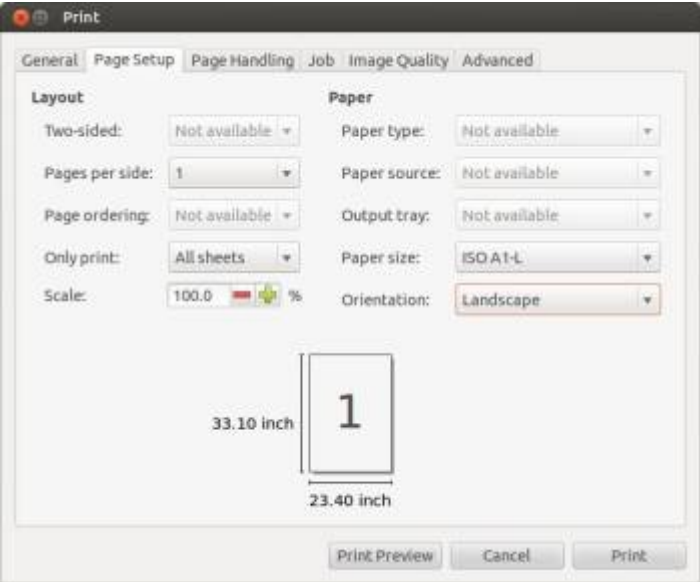 Print
General Page Setup Page Handling Job Image Quality Advanced
Layout
Two-sided: Not available
Pages per side: 1
Page ordering: Not available
Only print: All sheets
Scale: 100.0 %
Paper
Paper type: Not available
Paper source: Not available
Output tray: Not available
Paper size: ISO A1-L
Orientation: Landscape
1
33.10 inch
23.40 inch
Print Preview Cancel Print